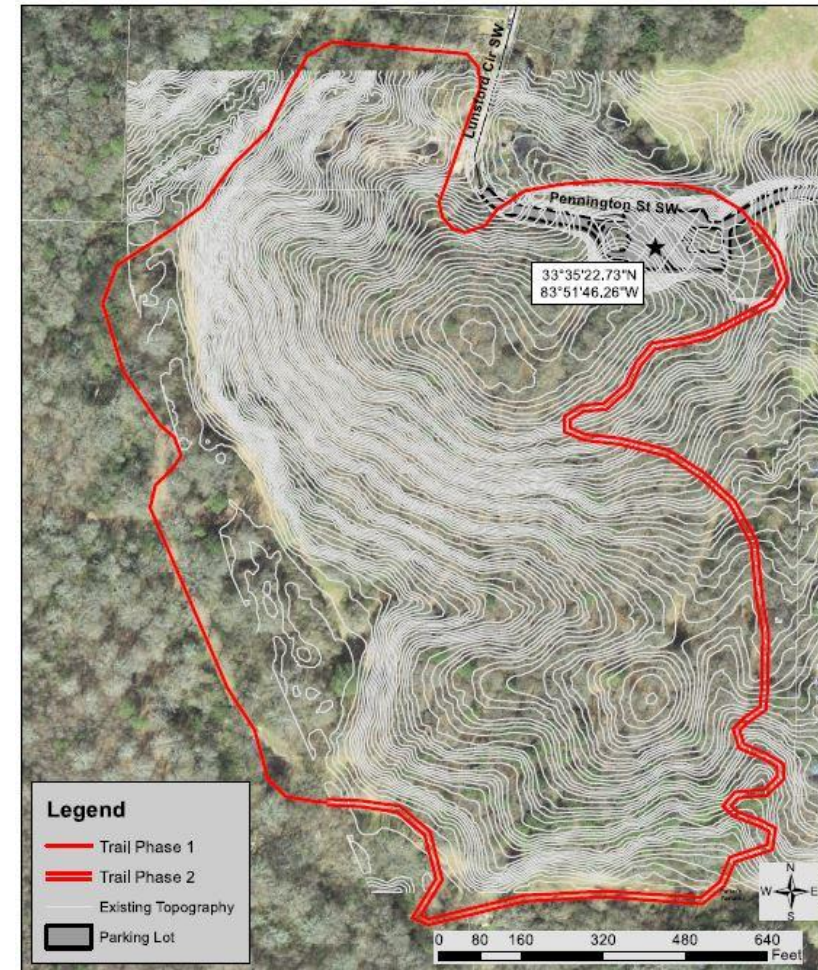 Lunsford Cir SW
Pennington St SW
33°35'22.73"N
83°51'46.26"W
Legend
Trail Phase 1
Trail Phase 2
Existing Topography
Parking Lot
N
W E
S
0 80 160 320 480 640
Feet